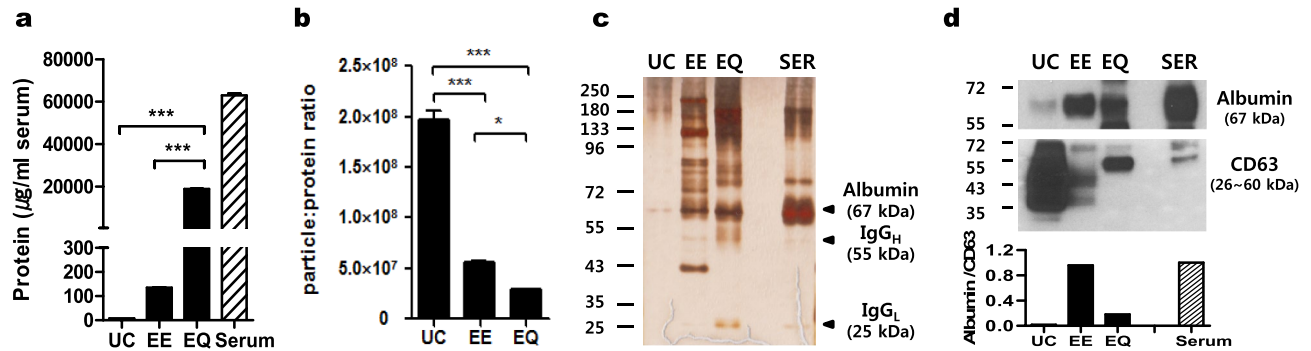 a
Protein (µg/ml serum)
80000
60000
40000
20000
300
200
100
0
***
***
UC EE EQ Serum
b
particle:protein ratio
2.5×10⁸
2.0×10⁸
1.5×10⁸
1.0×10⁸
5.0×10⁷
0
***
***
*
UC EE EQ
c
UC EE EQ SER
250
180
133
96
72
55
43
35
25
Albumin
(67 kDa)
IgGH
(55 kDa)
IgGL
(25 kDa)
d
UC EE EQ SER
72
55
Albumin
(67 kDa)
72
55
43
35
CD63
(26~60 kDa)
Albumin/CD63
1.2
0.8
0.4
0.0
UC EE EQ Serum